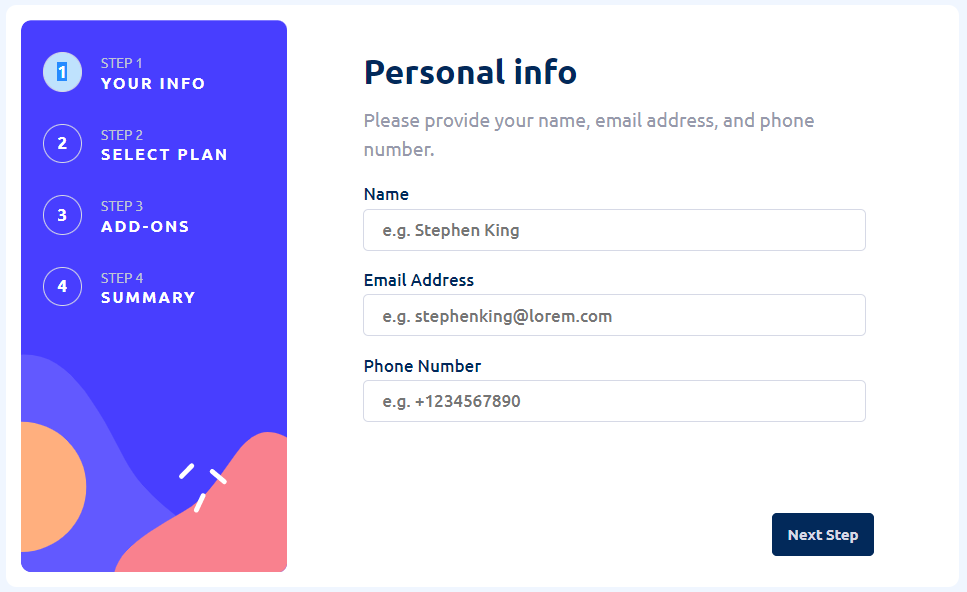 1
STEP 1
YOUR INFO
2
STEP 2
SELECT PLAN
3
STEP 3
ADD-ONS
4
STEP 4
SUMMARY
Personal info
Please provide your name, email address, and phone
number.
Name
e.g. Stephen King
Email Address
e.g. stephenking@lorem.com
Phone Number
e.g. +1234567890
Next Step